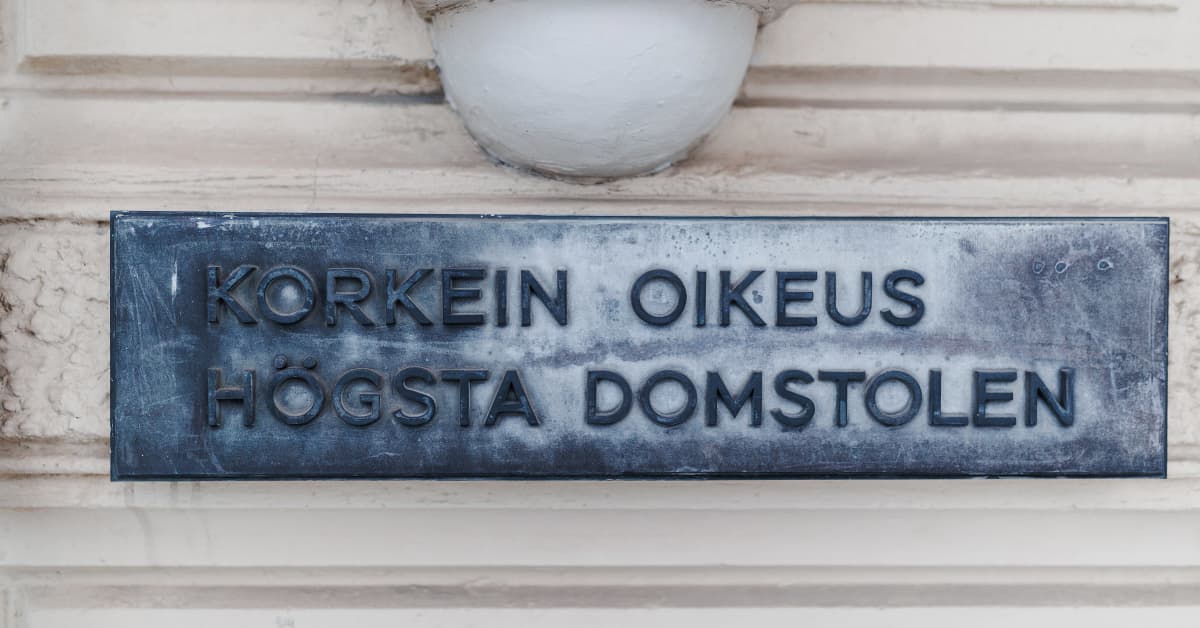 KORKEIN OIKEUS
HÖGSTA DOMSTOLEN